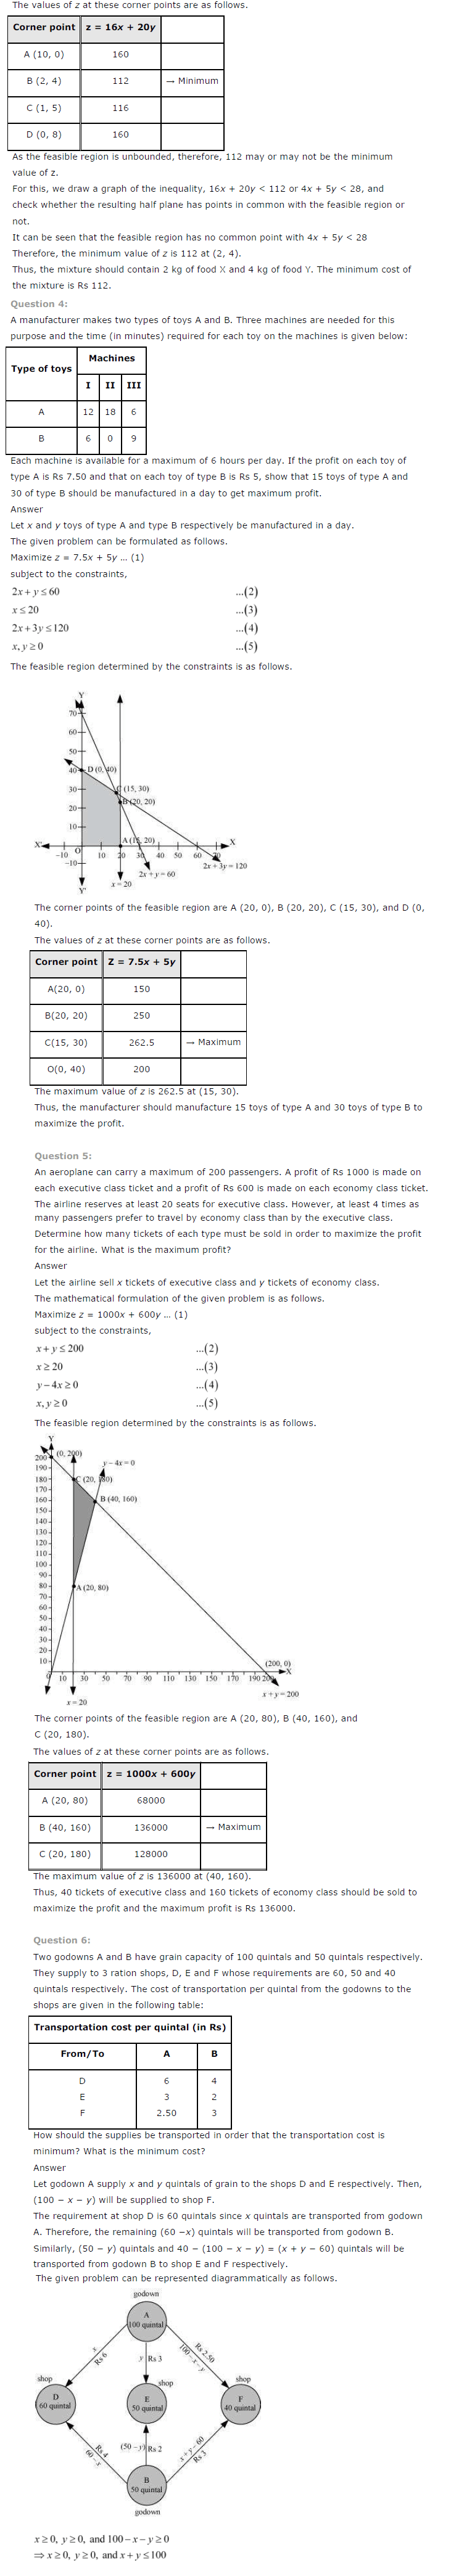 The values of z at these corner points are as follows.
Corner point z = 16x + 20y
A (10, 0) 160
B (2, 4) 112 → Minimum
C (1, 5) 116
D (0, 8) 160
As the feasible region is unbounded, therefore, 112 may or may not be the minimum
value of z.
For this, we draw a graph of the inequality, 16x + 20y < 112 or 4x + 5y < 28, and
check whether the resulting half plane has points in common with the feasible region or
not.
It can be seen that the feasible region has no common point with 4x + 5y < 28
Therefore, the minimum value of z is 112 at (2, 4).
Thus, the mixture should contain 2 kg of food X and 4 kg of food Y. The minimum cost of
the mixture is Rs 112.
Question 4:
A manufacturer makes two types of toys A and B. Three machines are needed for this
purpose and the time (in minutes) required for each toy on the machines is given below:
Type of toys Machines
I II III
A 12 18 6
B 6 0 9
Each machine is available for a maximum of 6 hours per day. If the profit on each toy of
type A is Rs 7.50 and that on each toy of type B is Rs 5, show that 15 toys of type A and
30 of type B should be manufactured in a day to get maximum profit.
Answer
Let x and y toys of type A and type B respectively be manufactured in a day.
The given problem can be formulated as follows.
Maximize z = 7.5x + 5y … (1)
subject to the constraints,
2x + y ≤ 60 ...(2)
x ≤ 20 ...(3)
2x + 3y ≤ 120 ...(4)
x, y ≥ 0 ...(5)
The feasible region determined by the constraints is as follows.
Y
70
60
50
40 D (0, 40)
30 C (15, 30)
B (20, 20)
20
10
A (15, 20)
X' O X
-10 10 20 30 40 50 60 70
-10
2x + 3y = 120
2x + y = 60
x = 20
Y'
The corner points of the feasible region are A (20, 0), B (20, 20), C (15, 30), and D (0,
40).
The values of z at these corner points are as follows.
Corner point Z = 7.5x + 5y
A(20, 0) 150
B(20, 20) 250
C(15, 30) 262.5 → Maximum
O(0, 40) 200
The maximum value of z is 262.5 at (15, 30).
Thus, the manufacturer should manufacture 15 toys of type A and 30 toys of type B to
maximize the profit.
Question 5:
An aeroplane can carry a maximum of 200 passengers. A profit of Rs 1000 is made on
each executive class ticket and a profit of Rs 600 is made on each economy class ticket.
The airline reserves at least 20 seats for executive class. However, at least 4 times as
many passengers prefer to travel by economy class than by the executive class.
Determine how many tickets of each type must be sold in order to maximize the profit
for the airline. What is the maximum profit?
Answer
Let the airline sell x tickets of executive class and y tickets of economy class.
The mathematical formulation of the given problem is as follows.
Maximize z = 1000x + 600y … (1)
subject to the constraints,
x + y ≤ 200 ...(2)
x ≥ 20 ...(3)
y – 4x ≥ 0 ...(4)
x, y ≥ 0 ...(5)
The feasible region determined by the constraints is as follows.
Y
200 (0, 200)
190 y – 4x = 0
180 C (20, 180)
170
160 B (40, 160)
150
140
130
120
110
100
90
80 A (20, 80)
70
60
50
40
30
20
10 (200, 0)
X
0 10 30 50 70 90 110 130 150 170 190 200
x = 20 x + y = 200
The corner points of the feasible region are A (20, 80), B (40, 160), and
C (20, 180).
The values of z at these corner points are as follows.
Corner point z = 1000x + 600y
A (20, 80) 68000
B (40, 160) 136000 → Maximum
C (20, 180) 128000
The maximum value of z is 136000 at (40, 160).
Thus, 40 tickets of executive class and 160 tickets of economy class should be sold to
maximize the profit and the maximum profit is Rs 136000.
Question 6:
Two godowns A and B have grain capacity of 100 quintals and 50 quintals respectively.
They supply to 3 ration shops, D, E and F whose requirements are 60, 50 and 40
quintals respectively. The cost of transportation per quintal from the godowns to the
shops are given in the following table:
Transportation cost per quintal (in Rs)
From/To A B
D 6 4
E 3 2
F 2.50 3
How should the supplies be transported in order that the transportation cost is
minimum? What is the minimum cost?
Answer
Let godown A supply x and y quintals of grain to the shops D and E respectively. Then,
(100 − x − y) will be supplied to shop F.
The requirement at shop D is 60 quintals since x quintals are transported from godown
A. Therefore, the remaining (60 −x) quintals will be transported from godown B.
Similarly, (50 − y) quintals and 40 − (100 − x − y) = (x + y − 60) quintals will be
transported from godown B to shop E and F respectively.
The given problem can be represented diagrammatically as follows.
godown
A
100 quintal
x
Rs 6
y Rs 3
Rs 2.50
100 – x – y
shop
D
60 quintal
shop
E
50 quintal
shop
F
40 quintal
Rs 4
60 – x
(50 – y) Rs 2
x + y – 60
Rs 3
B
50 quintal
godown
x ≥ 0, y ≥ 0, and 100 – x – y ≥ 0
⇒ x ≥ 0, y ≥ 0, and x + y ≤ 100